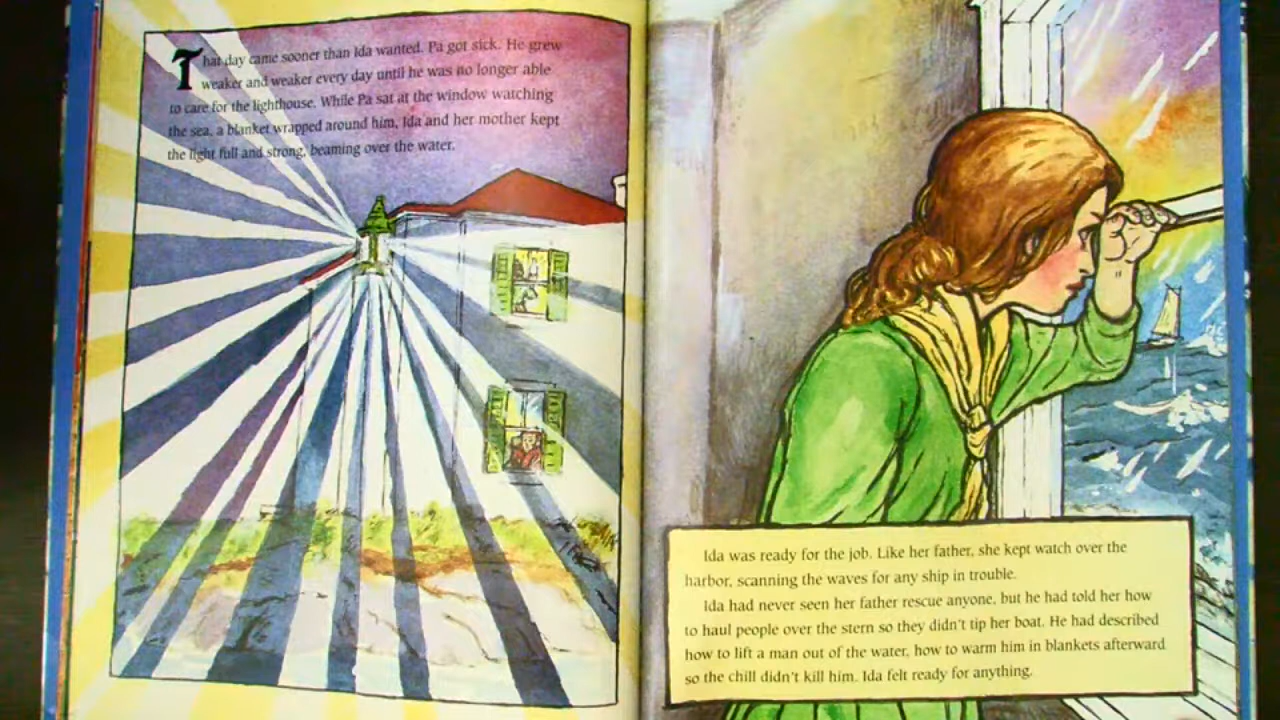 That day came sooner than Ida wanted. Pa got sick. He grew
weaker and weaker every day until he was no longer able
to care for the lighthouse. While Pa sat at the window watching
the sea, a blanket wrapped around him, Ida and her mother kept
the light full and strong, beaming over the water.
Ida was ready for the job. Like her father, she kept watch over the
harbor, scanning the waves for any ship in trouble.
Ida had never seen her father rescue anyone, but he had told her how
to haul people over the stern so they didn't tip her boat. He had described
how to lift a man out of the water, how to warm him in blankets afterward
so the chill didn't kill him. Ida felt ready for anything.